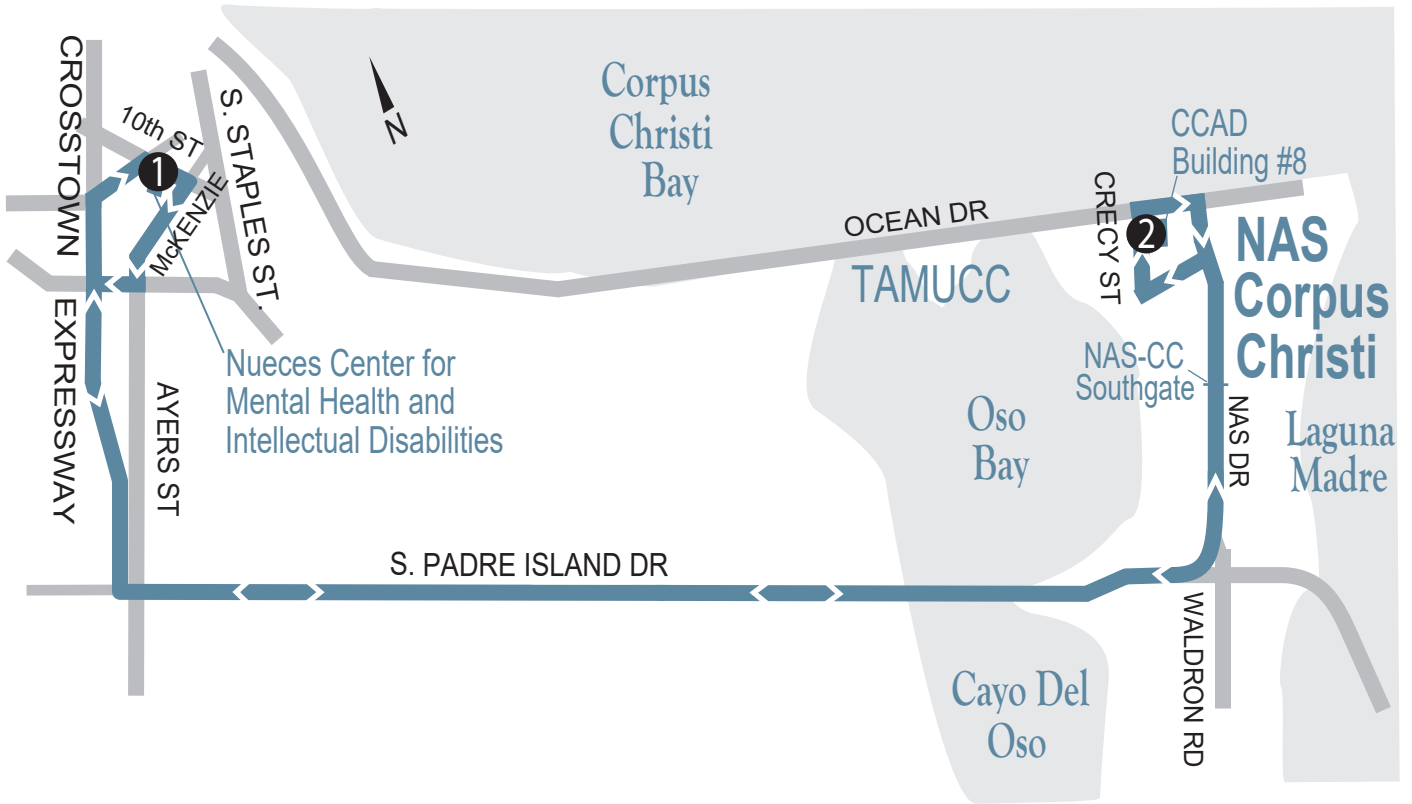 CROSSTOWN
EXPRESSWAY
10th ST
1
McKENZIE
S. STAPLES ST.
N
Corpus
Christi
Bay
CCAD
Building #8
OCEAN DR
CRECY ST
2
NAS
Corpus
Christi
TAMUCC
Nueces Center for
Mental Health and
Intellectual Disabilities
AYERS ST
NAS-CC
Southgate
NAS DR
Oso
Bay
Laguna
Madre
S. PADRE ISLAND DR
WALDRON RD
Cayo Del
Oso